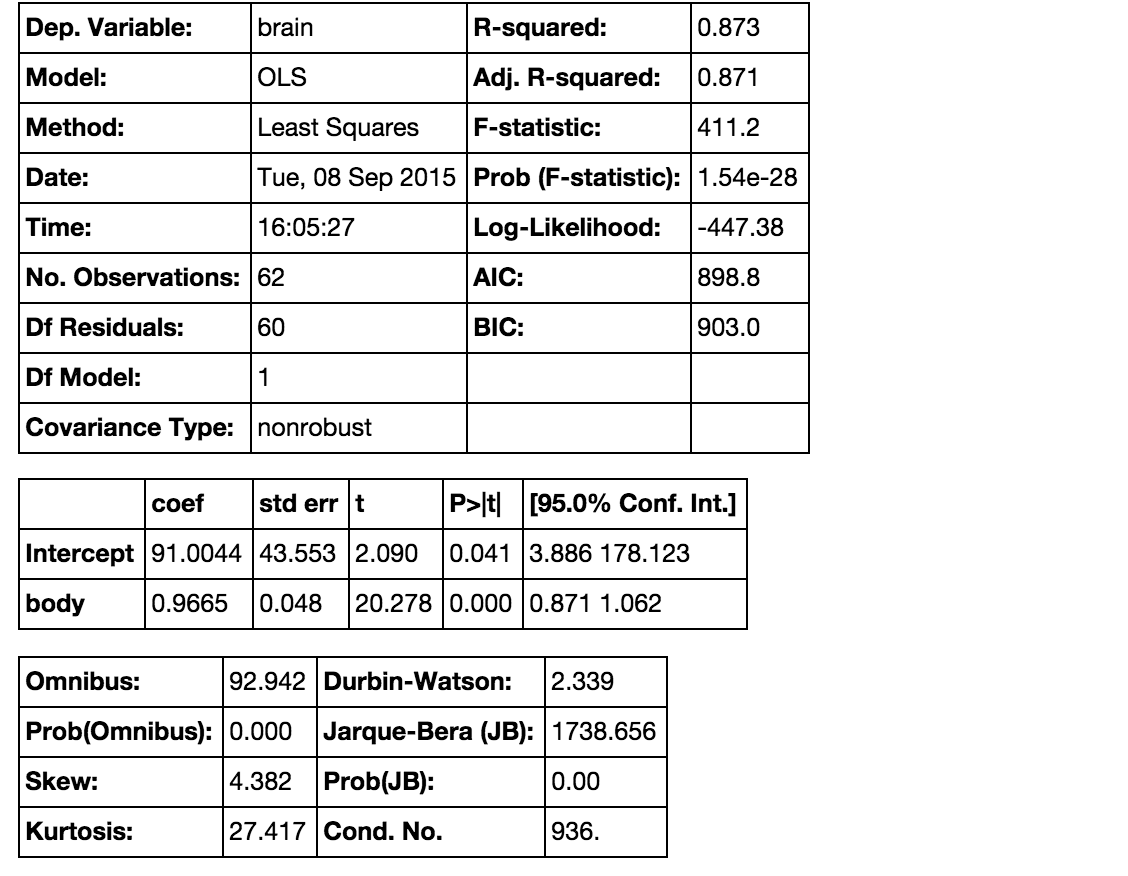 Dep. Variable: brain R-squared: 0.873
Model: OLS Adj. R-squared: 0.871
Method: Least Squares F-statistic: 411.2
Date: Tue, 08 Sep 2015 Prob (F-statistic): 1.54e-28
Time: 16:05:27 Log-Likelihood: -447.38
No. Observations: 62 AIC: 898.8
Df Residuals: 60 BIC: 903.0
Df Model: 1
Covariance Type: nonrobust
coef std err t P>|t| [95.0% Conf. Int.]
Intercept 91.0044 43.553 2.090 0.041 3.886 178.123
body 0.9665 0.048 20.278 0.000 0.871 1.062
Omnibus: 92.942 Durbin-Watson: 2.339
Prob(Omnibus): 0.000 Jarque-Bera (JB): 1738.656
Skew: 4.382 Prob(JB): 0.00
Kurtosis: 27.417 Cond. No. 936.